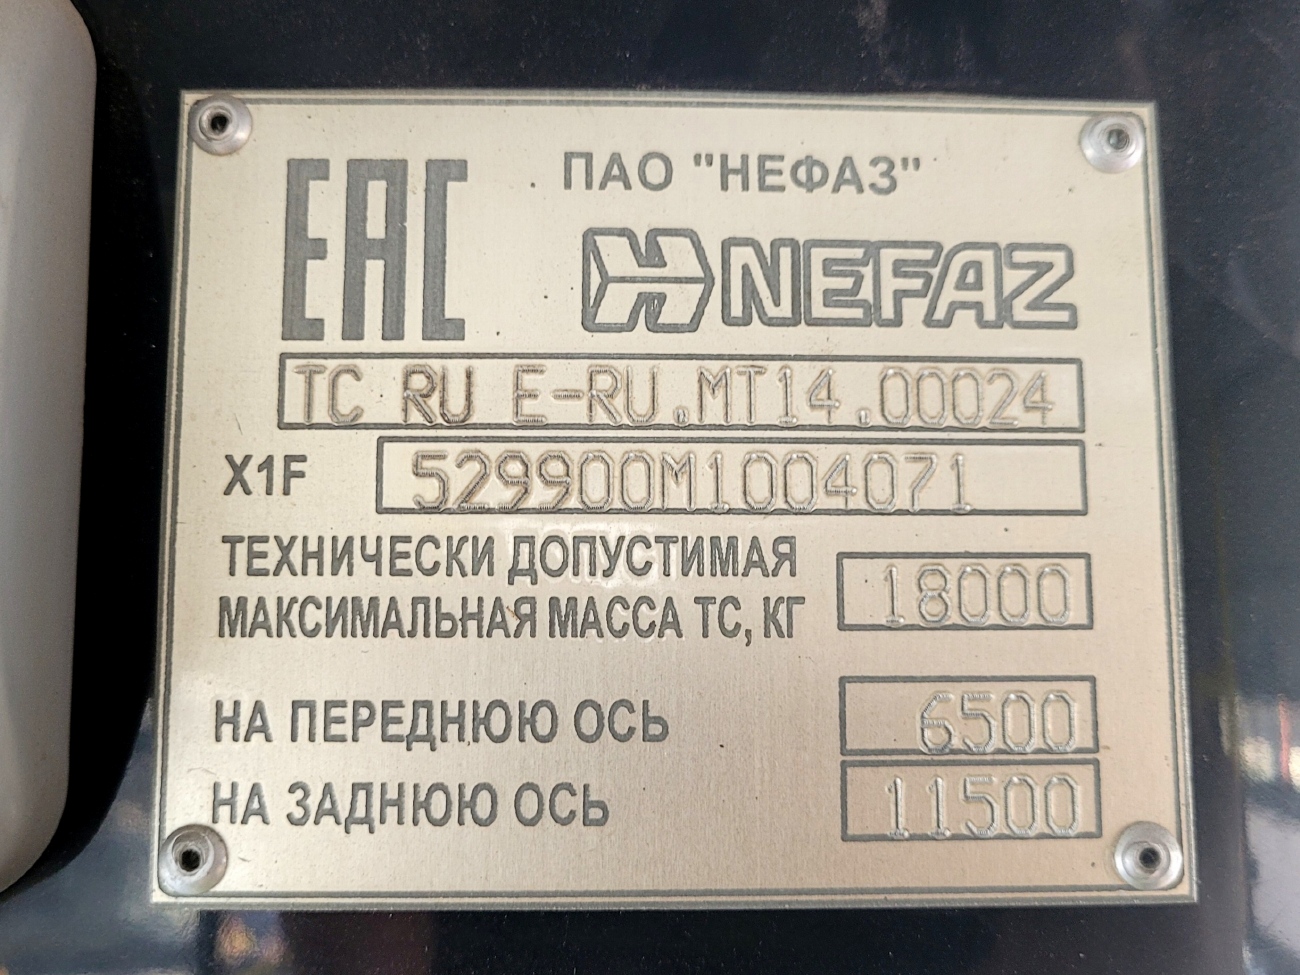 EAC
ПАО "НЕФАЗ"
NEFAZ
ТС RU Е-RU.МТ14.00024
X1F 529900M1004071
ТЕХНИЧЕСКИ ДОПУСТИМАЯ
МАКСИМАЛЬНАЯ МАССА ТС, КГ 18000
НА ПЕРЕДНЮЮ ОСЬ 6500
НА ЗАДНЮЮ ОСЬ 11500